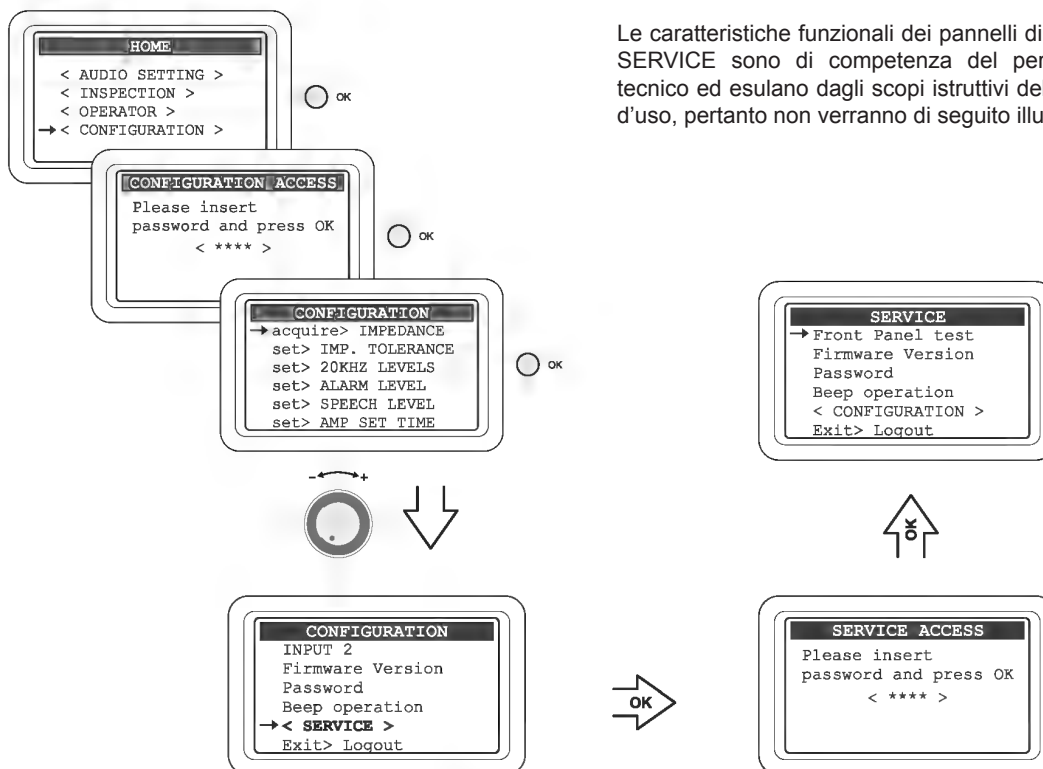 HOME
< AUDIO SETTING >
< INSPECTION >
< OPERATOR >
→< CONFIGURATION >
OK
CONFIGURATION ACCESS
Please insert
password and press OK
< **** >
OK
CONFIGURATION
→acquire> IMPEDANCE
set> IMP. TOLERANCE
set> 20KHZ LEVELS
set> ALARM LEVEL
set> SPEECH LEVEL
set> AMP SET TIME
OK
- +
CONFIGURATION
INPUT 2
Firmware Version
Password
Beep operation
→< SERVICE >
Exit> Logout
OK
SERVICE ACCESS
Please insert
password and press OK
< **** >
OK
SERVICE
→Front Panel test
Firmware Version
Password
Beep operation
< CONFIGURATION >
Exit> Logout
Le caratteristiche funzionali dei pannelli di
SERVICE sono di competenza del per
tecnico ed esulano dagli scopi istruttivi del
d'uso, pertanto non verranno di seguito illu